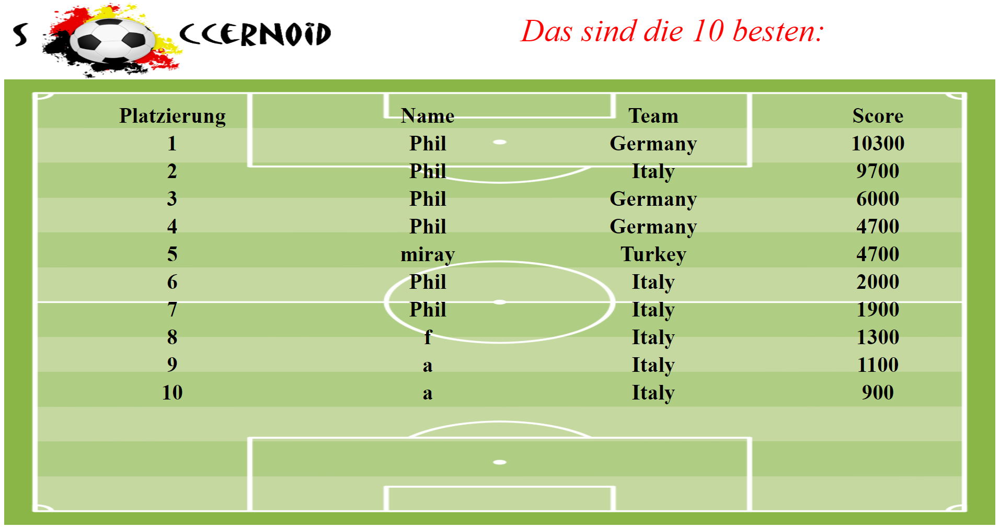 S CCERNOID
Das sind die 10 besten:
Platzierung Name Team Score
1 Phil Germany 10300
2 Phil Italy 9700
3 Phil Germany 6000
4 Phil Germany 4700
5 miray Turkey 4700
6 Phil Italy 2000
7 Phil Italy 1900
8 f Italy 1300
9 a Italy 1100
10 a Italy 900